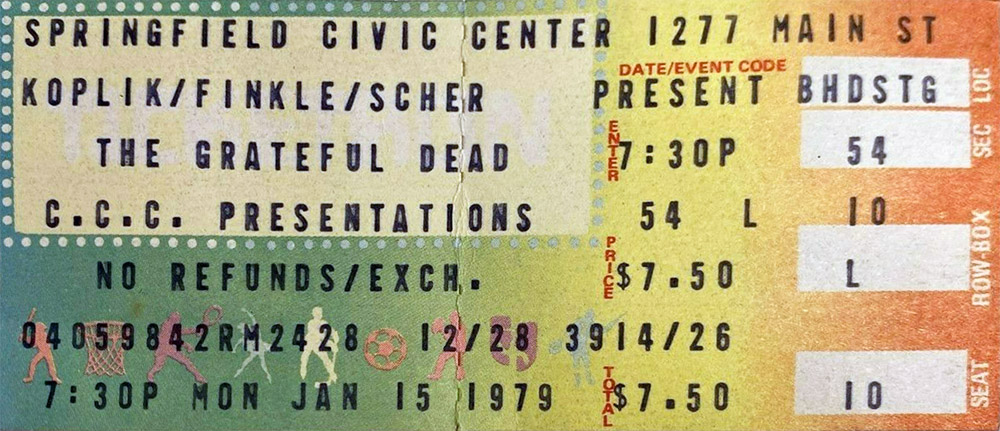 SPRINGFIELD CIVIC CENTER 1277 MAIN ST
DATE/EVENT CODE
KOPLIK/FINKLE/SCHER PRESENT BHDSTG LOC
THE GRATEFUL DEAD ENTER 7:30P 54 SEC
C.C.C. PRESENTATIONS 54 L 10
NO REFUNDS/EXCH. PRICE $7.50 L ROW-BOX
04059842RM2428 12/28 3914/26
7:30P MON JAN 15 1979 TOTAL $7.50 10 SEAT